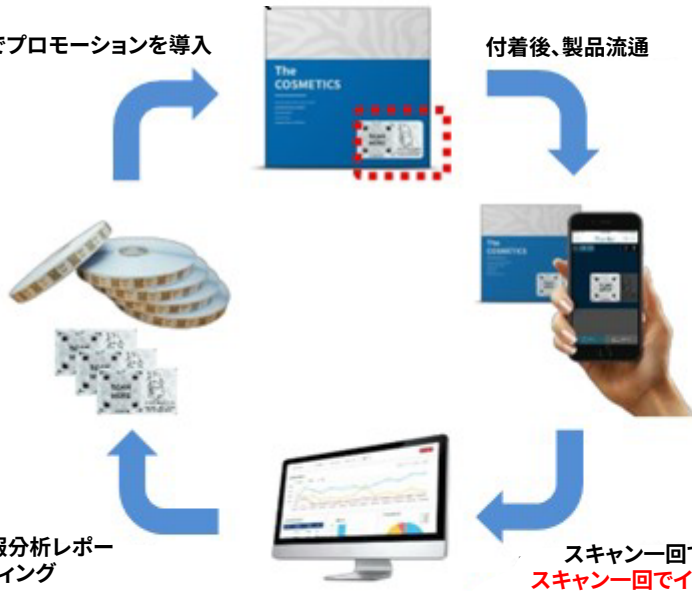 でプロモーションを導入
付着後、製品流通
The
COSMETICS
SCAN
HERE
The
COSMETICS
報分析レポー
ィング
スキャン一回で
スキャン一回でイ